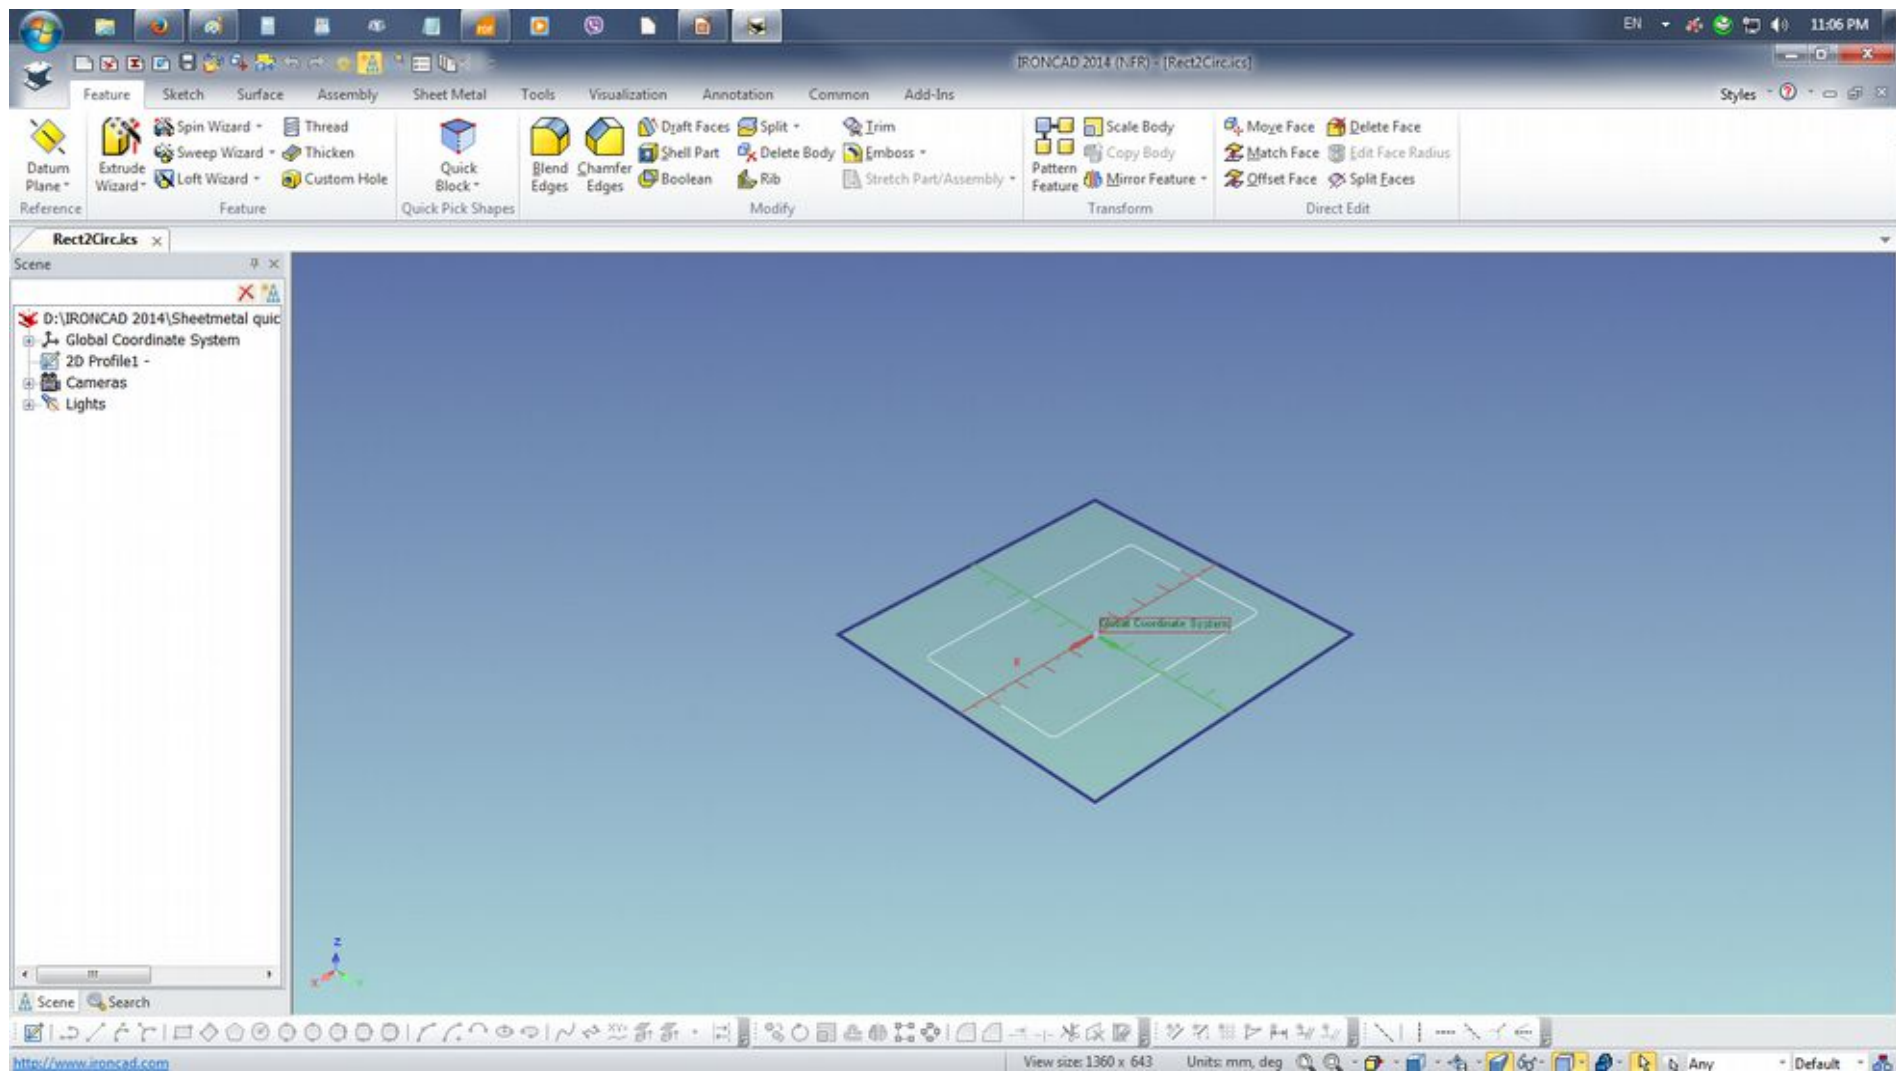 EN 11:06 PM
IRONCAD 2014 (NFR) - [Rect2Circ.ics]
Feature Sketch Surface Assembly Sheet Metal Tools Visualization Annotation Common Add-Ins Styles
Datum Plane
Reference
Extrude Wizard
Spin Wizard
Sweep Wizard
Loft Wizard
Thread
Thicken
Custom Hole
Feature
Quick Block
Quick Pick Shapes
Blend Edges
Chamfer Edges
Draft Faces
Shell Part
Boolean
Split
Delete Body
Rib
Trim
Emboss
Stretch Part/Assembly
Modify
Pattern Feature
Scale Body
Copy Body
Mirror Feature
Transform
Move Face
Match Face
Offset Face
Delete Face
Edit Face Radius
Split Faces
Direct Edit
Rect2Circ.ics
Scene
D:\IRONCAD 2014\Sheetmetal quic
Global Coordinate System
2D Profile1 -
Cameras
Lights
Global Coordinate System
Z
X
Scene Search
http://www.ironcad.com
View size: 1360 x 643 Units: mm, deg Any Default